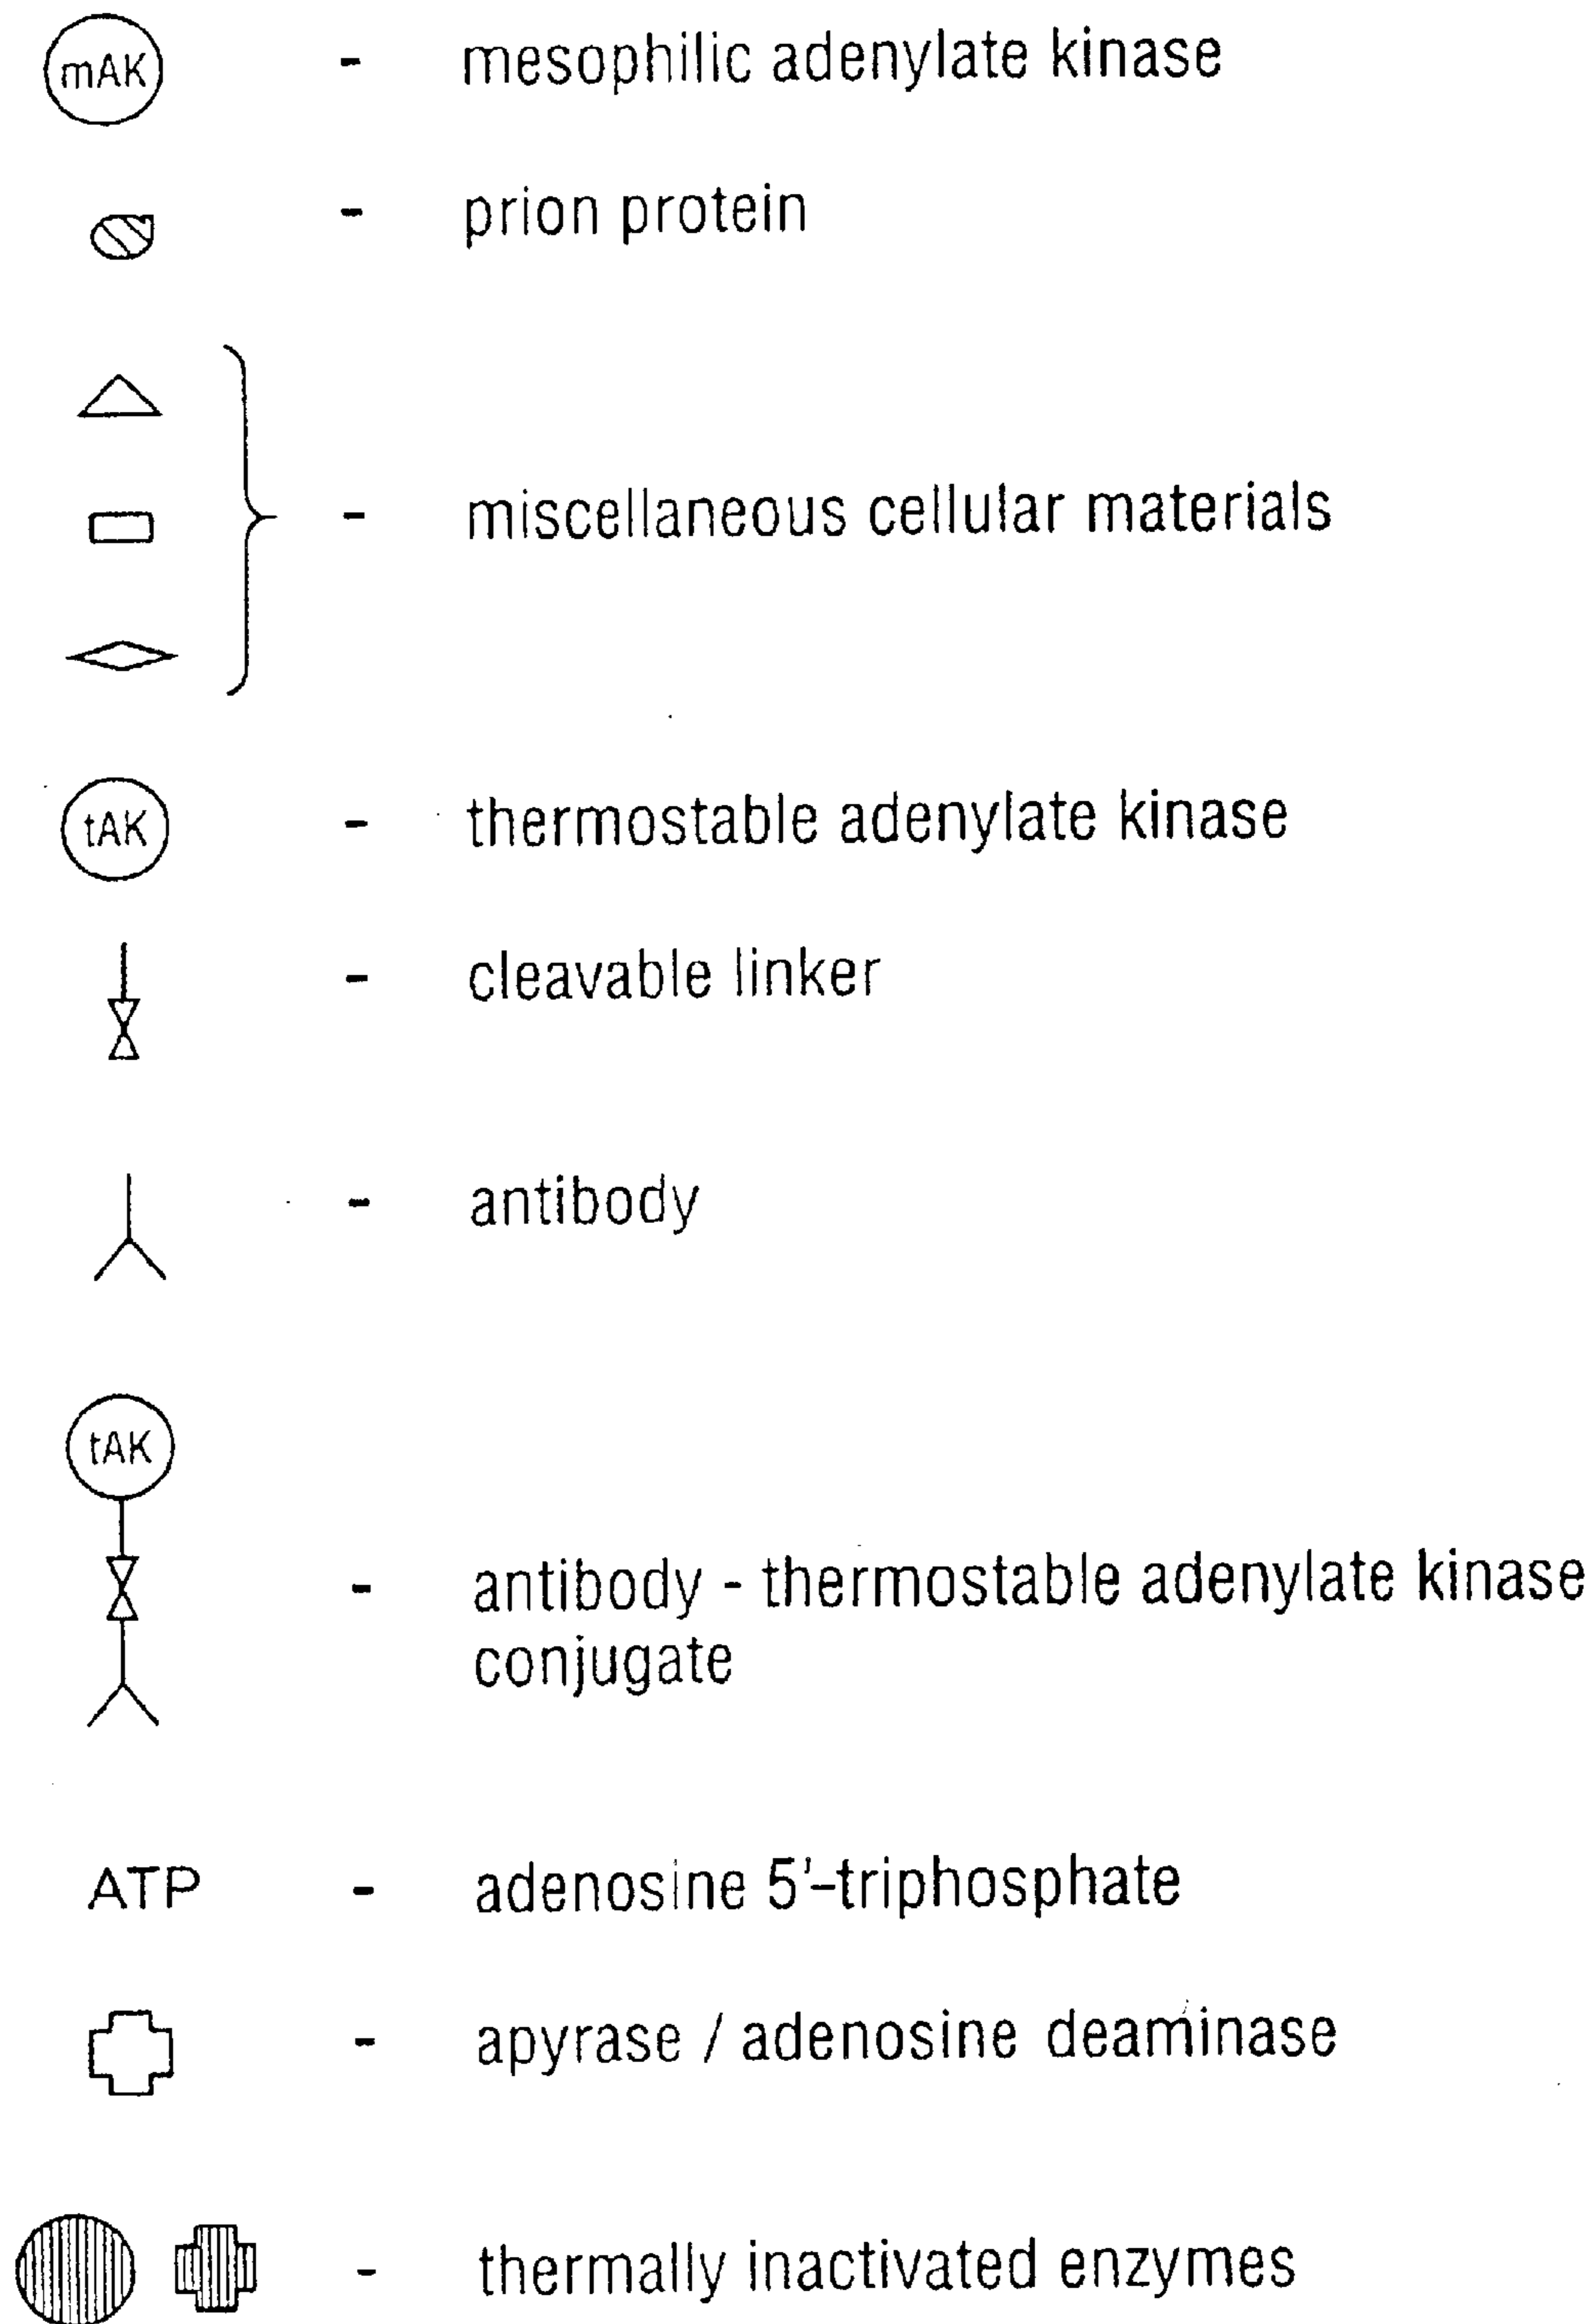 mAK - mesophilic adenylate kinase
- prion protein
- miscellaneous cellular materials
tAK - thermostable adenylate kinase
- cleavable linker
- antibody
tAK
- antibody - thermostable adenylate kinase
conjugate
ATP - adenosine 5'-triphosphate
- apyrase / adenosine deaminase
- thermally inactivated enzymes